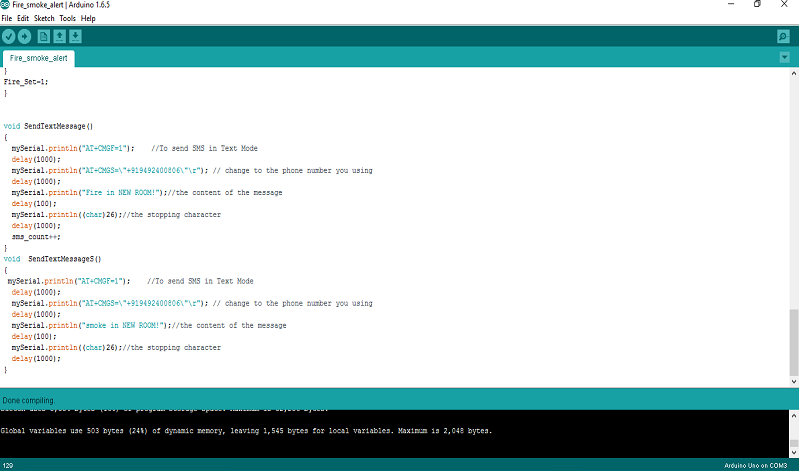 Fire_smoke_alert | Arduino 1.6.5
File Edit Sketch Tools Help
Fire_smoke_alert
}
Fire_Set=1;
}
void SendTextMessage()
{
mySerial.println("AT+CMGF=1"); //To send SMS in Text Mode
delay(1000);
mySerial.println("AT+CMGS=\"+919492400806\"\r"); // change to the phone number you using
delay(1000);
mySerial.println("Fire in NEW ROOM!");//the content of the message
delay(100);
mySerial.println((char)26);//the stopping character
delay(1000);
sms_count++;
}
void SendTextMessageS()
{
mySerial.println("AT+CMGF=1"); //To send SMS in Text Mode
delay(1000);
mySerial.println("AT+CMGS=\"+919492400806\"\r"); // change to the phone number you using
delay(1000);
mySerial.println("smoke in NEW ROOM!");//the content of the message
delay(100);
mySerial.println((char)26);//the stopping character
delay(1000);
}
Done compiling.
Global variables use 503 bytes (24%) of dynamic memory, leaving 1,545 bytes for local variables. Maximum is 2,048 bytes.
129
Arduino Uno on COM3